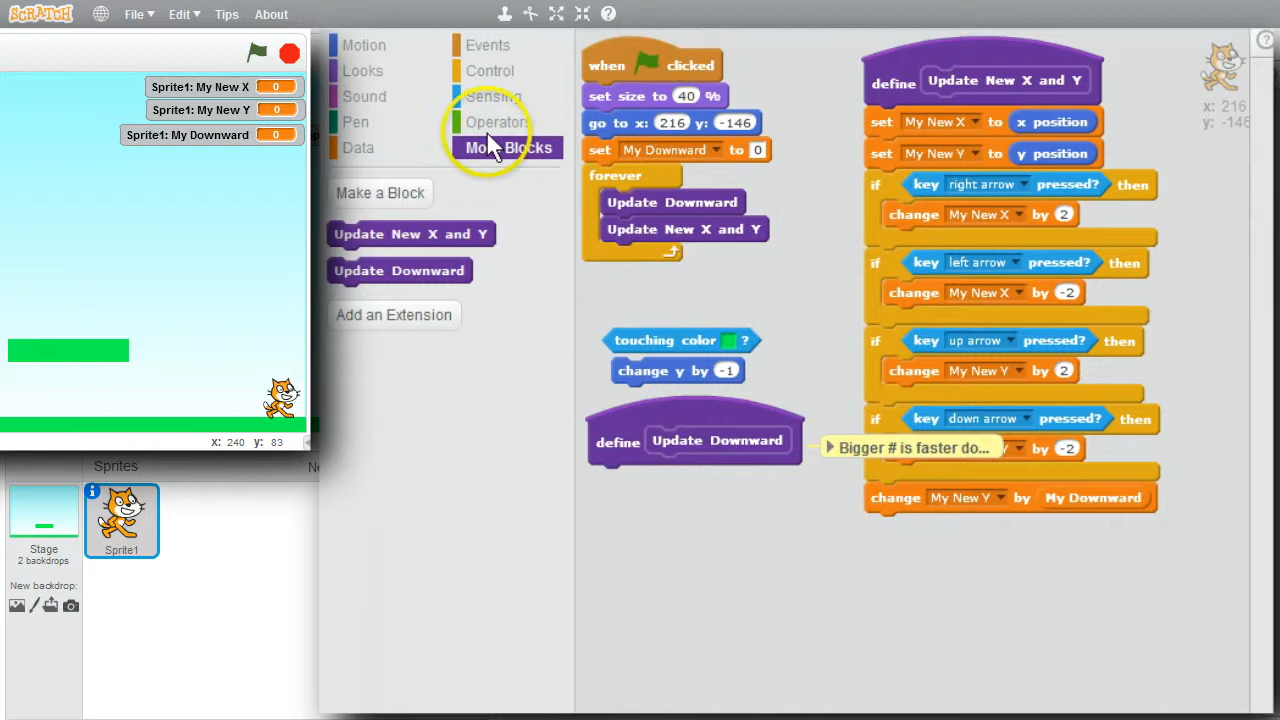 SCRATCH File Edit Tips About
Sprite1: My New X 0
Sprite1: My New Y 0
Sprite1: My Downward 0
x: 240 y: 83
Sprites
Stage
2 backdrops
New backdrop:
Sprite1
Motion
Looks
Sound
Pen
Data
Events
Control
Sensing
Operators
More Blocks
Make a Block
Update New X and Y
Update Downward
Add an Extension
when clicked
set size to 40 %
go to x: 216 y: -146
set My Downward to 0
forever
Update Downward
Update New X and Y
touching color ?
change y by -1
define Update Downward
Bigger # is faster do...
define Update New X and Y
set My New X to x position
set My New Y to y position
if key right arrow pressed? then
change My New X by 2
if key left arrow pressed? then
change My New X by -2
if key up arrow pressed? then
change My New Y by 2
if key down arrow pressed? then
by -2
change My New Y by My Downward
x: 216
y: -146